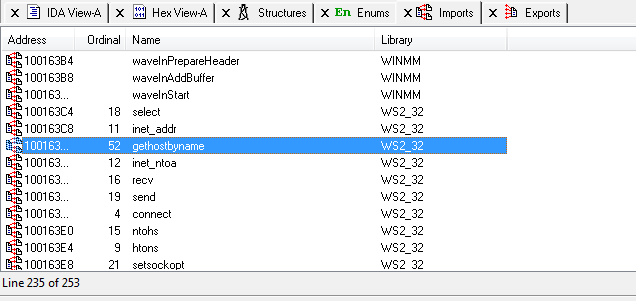 IDA View-A Hex View-A Structures En Enums Imports Exports
Address Ordinal Name Library
100163B4 waveInPrepareHeader WINMM
100163B8 waveInAddBuffer WINMM
100163... waveInStart WINMM
100163C4 18 select WS2_32
100163C8 11 inet_addr WS2_32
100163... 52 gethostbyname WS2_32
100163... 12 inet_ntoa WS2_32
100163... 16 recv WS2_32
100163... 19 send WS2_32
100163... 4 connect WS2_32
100163E0 15 ntohs WS2_32
100163E4 9 htons WS2_32
100163E8 21 setsockopt WS2_32
Line 235 of 253